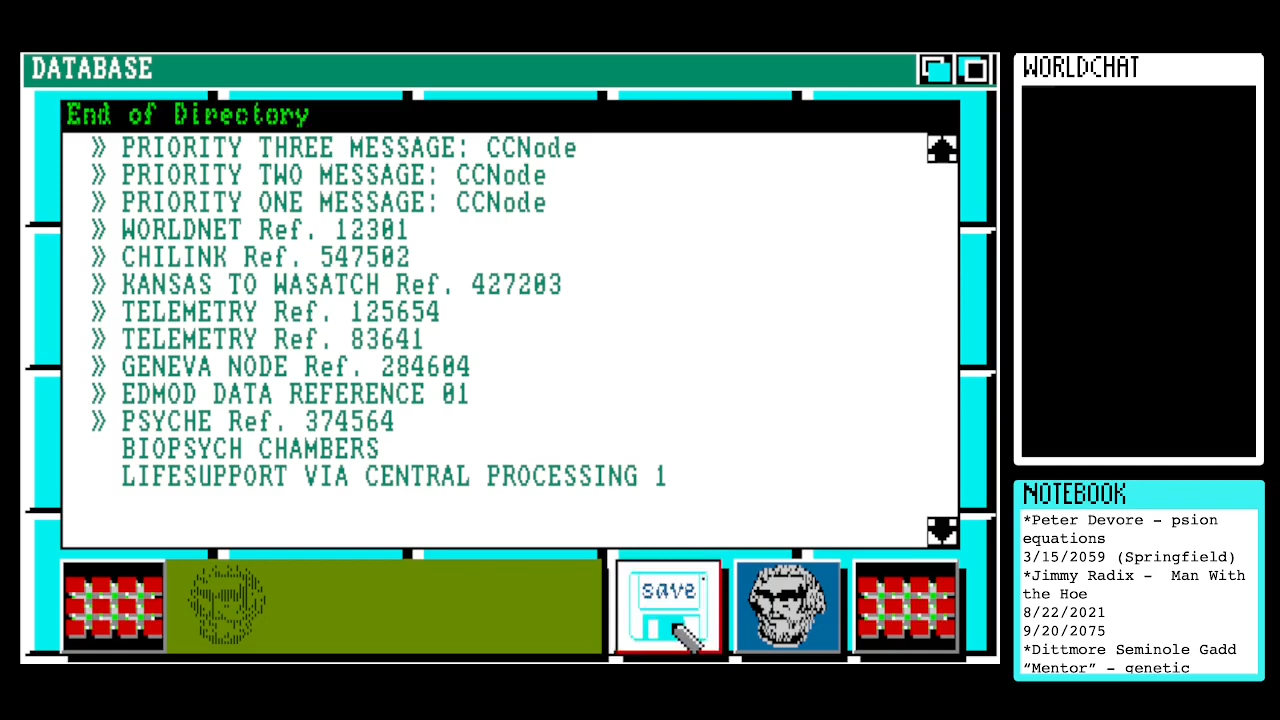 DATABASE
End of Directory
» PRIORITY THREE MESSAGE: CCNode
» PRIORITY TWO MESSAGE: CCNode
» PRIORITY ONE MESSAGE: CCNode
» WORLDNET Ref. 12301
» CHILINK Ref. 547502
» KANSAS TO WASATCH Ref. 427203
» TELEMETRY Ref. 125654
» TELEMETRY Ref. 83641
» GENEVA NODE Ref. 284604
» EDMOD DATA REFERENCE 01
» PSYCHE Ref. 374564
BIOPSYCH CHAMBERS
LIFESUPPORT VIA CENTRAL PROCESSING 1
save
WORLDCHAT
NOTEBOOK
*Peter Devore – psion
equations
3/15/2059 (Springfield)
*Jimmy Radix – Man With
the Hoe
8/22/2021
9/20/2075
*Dittmore Seminole Gadd
“Mentor” – genetic